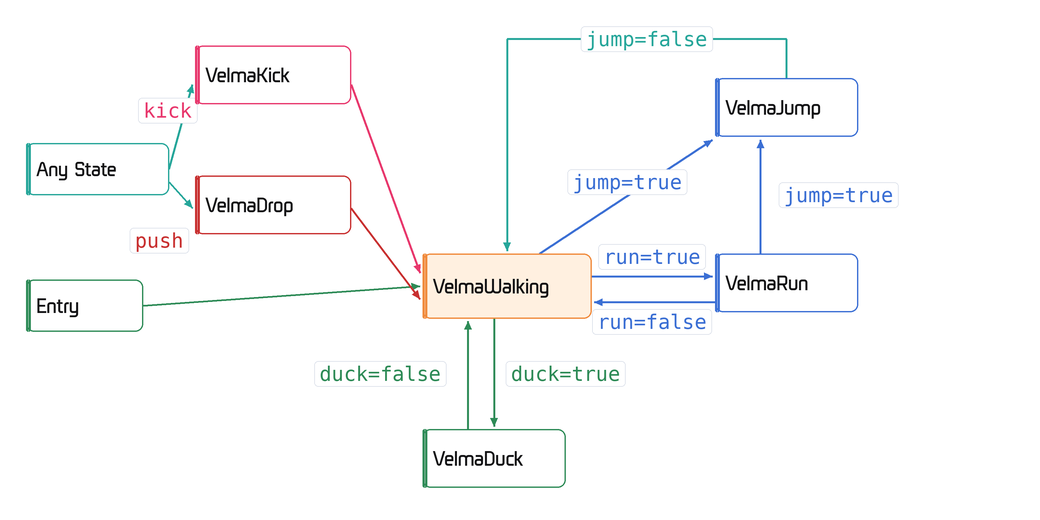 jump=false
VelmaKick
VelmaJump
kick
Any State
jump=true
jump=true
VelmaDrop
push
run=true
VelmaWalking
VelmaRun
Entry
run=false
duck=false
duck=true
VelmaDuck